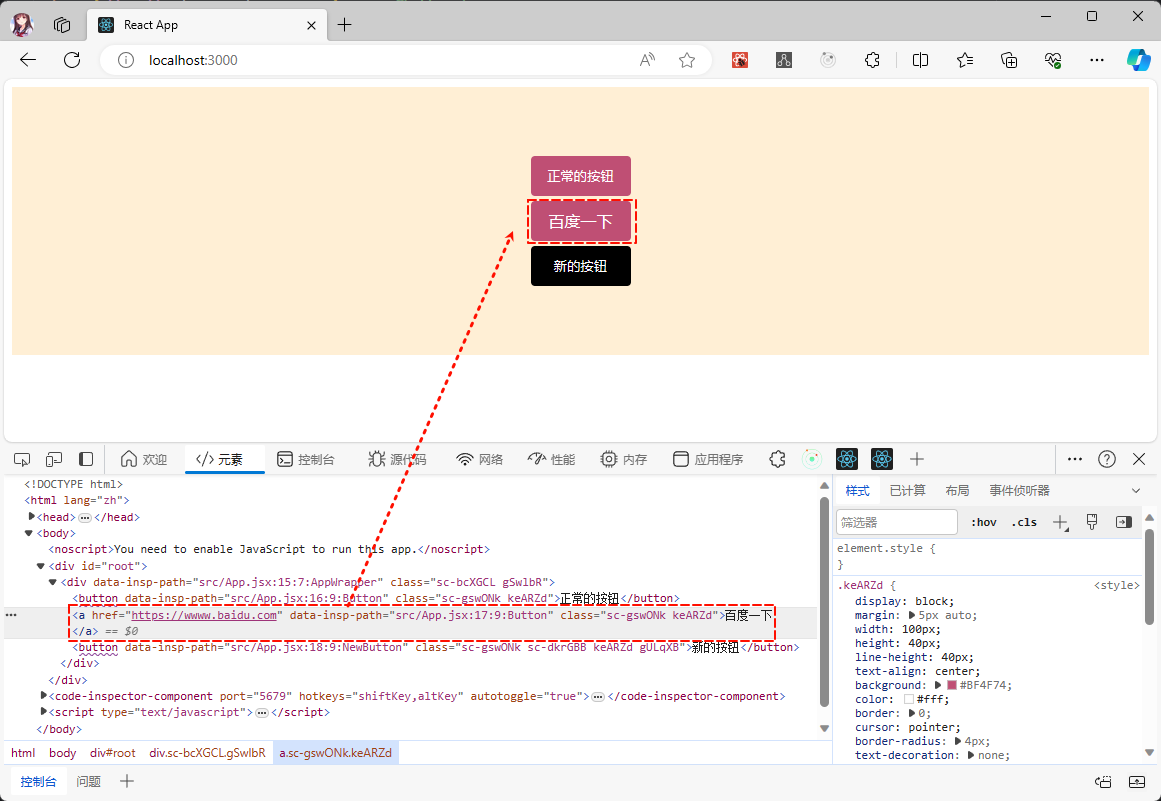 React App
localhost:3000
正常的按钮
百度一下
新的按钮
欢迎
</> 元素
控制台
源代码
网络
性能
内存
应用程序
<!DOCTYPE html>
<html lang="zh">
<head> ⋯ </head>
<body>
<noscript>You need to enable JavaScript to run this app.</noscript>
<div id="root">
<div data-insp-path="src/App.jsx:15:7:AppWrapper" class="sc-bcXGCL gSwlbR">
<button data-insp-path="src/App.jsx:16:9:Button" class="sc-gswONk keARZd">正常的按钮</button>
<a href="https://wwww.baidu.com" data-insp-path="src/App.jsx:17:9:Button" class="sc-gswONk keARZd">百度一下
</a> == $0
<button data-insp-path="src/App.jsx:18:9:NewButton" class="sc-gswONk sc-dkrGBB keARZd gULqXB">新的按钮</button>
</div>
</div>
<code-inspector-component port="5679" hotkeys="shiftKey,altKey" autotoggle="true"> ⋯ </code-inspector-component>
<script type="text/javascript"> ⋯ </script>
</body>
html body div#root div.sc-bcXGCL.gSwlbR a.sc-gswONk.keARZd
样式 已计算 布局 事件侦听器
筛选器 :hov .cls
element.style {
}
.keARZd { <style>
display: block;
margin: 5px auto;
width: 100px;
height: 40px;
line-height: 40px;
text-align: center;
background: #BF4F74;
color: #fff;
border: 0;
cursor: pointer;
border-radius: 4px;
text-decoration: none;
控制台 问题